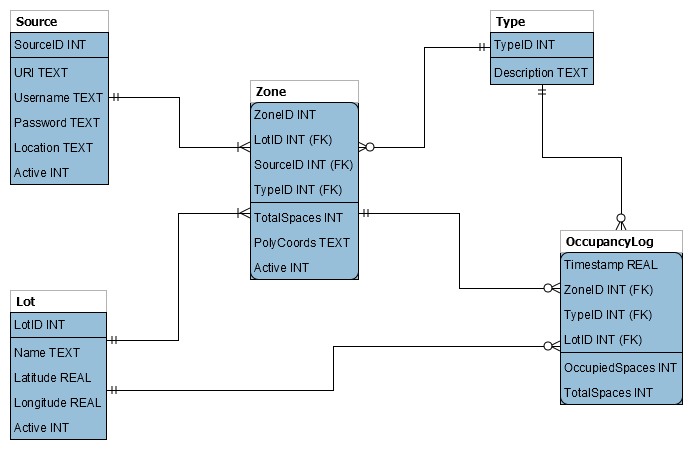 Source
SourceID INT
URI TEXT
Username TEXT
Password TEXT
Location TEXT
Active INT
Type
TypeID INT
Description TEXT
Zone
ZoneID INT
LotID INT (FK)
SourceID INT (FK)
TypeID INT (FK)
TotalSpaces INT
PolyCoords TEXT
Active INT
OccupancyLog
Timestamp REAL
ZoneID INT (FK)
TypeID INT (FK)
LotID INT (FK)
OccupiedSpaces INT
TotalSpaces INT
Lot
LotID INT
Name TEXT
Latitude REAL
Longitude REAL
Active INT